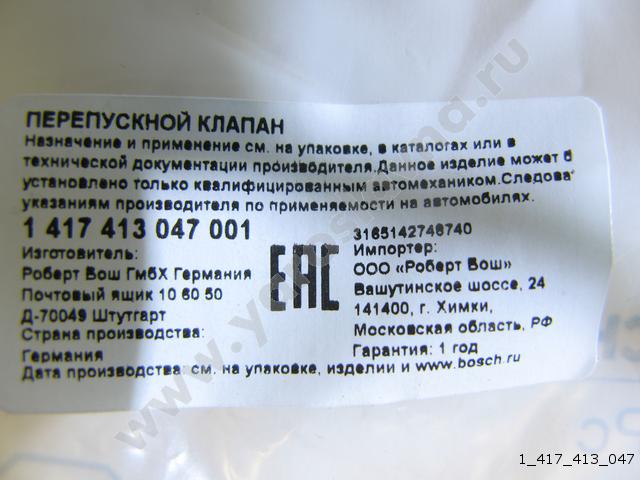 ПЕРЕПУСКНОЙ КЛАПАН
Назначение и применение см. на упаковке, в каталогах или в
технической документации производителя.Данное изделие может б
установлено только квалифицированным автомехаником.Следова
указаниям производителя по применяемости на автомобилях.
1 417 413 047 001
Изготовитель:
Роберт Бош ГмбХ Германия
Почтовый ящик 10 60 50
Д-70049 Штутгарт
Страна производства:
Германия
EAC
3165142746740
Импортер:
ООО «Роберт Бош»
Вашутинское шоссе, 24
141400, г. Химки,
Московская область, РФ
Гарантия: 1 год
Дата производства: см. на упаковке, изделии и www.bosch.ru
1_417_413_047